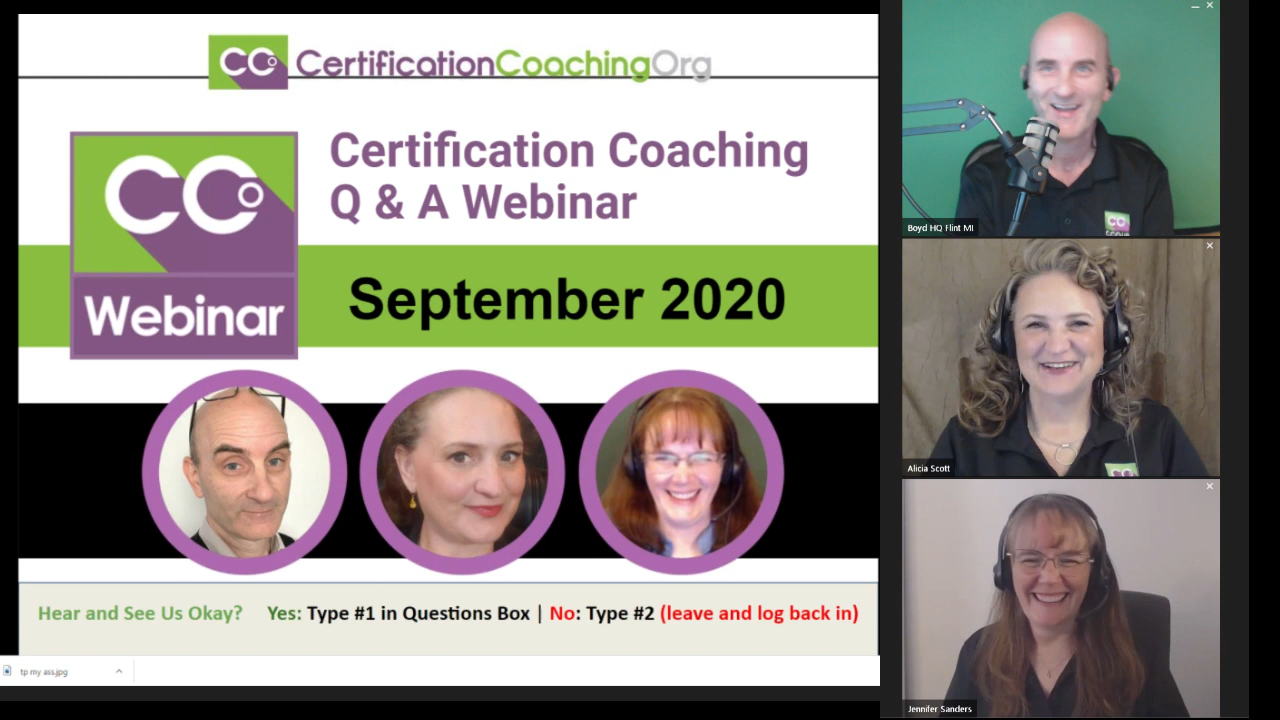 CCO CertificationCoachingOrg
Certification Coaching
Q & A Webinar
CCO
Webinar
September 2020
Hear and See Us Okay? Yes: Type #1 in Questions Box | No: Type #2 (leave and log back in)
tp my ass.jpg
Boyd HQ Flint MI
Alicia Scott
Jennifer Sanders